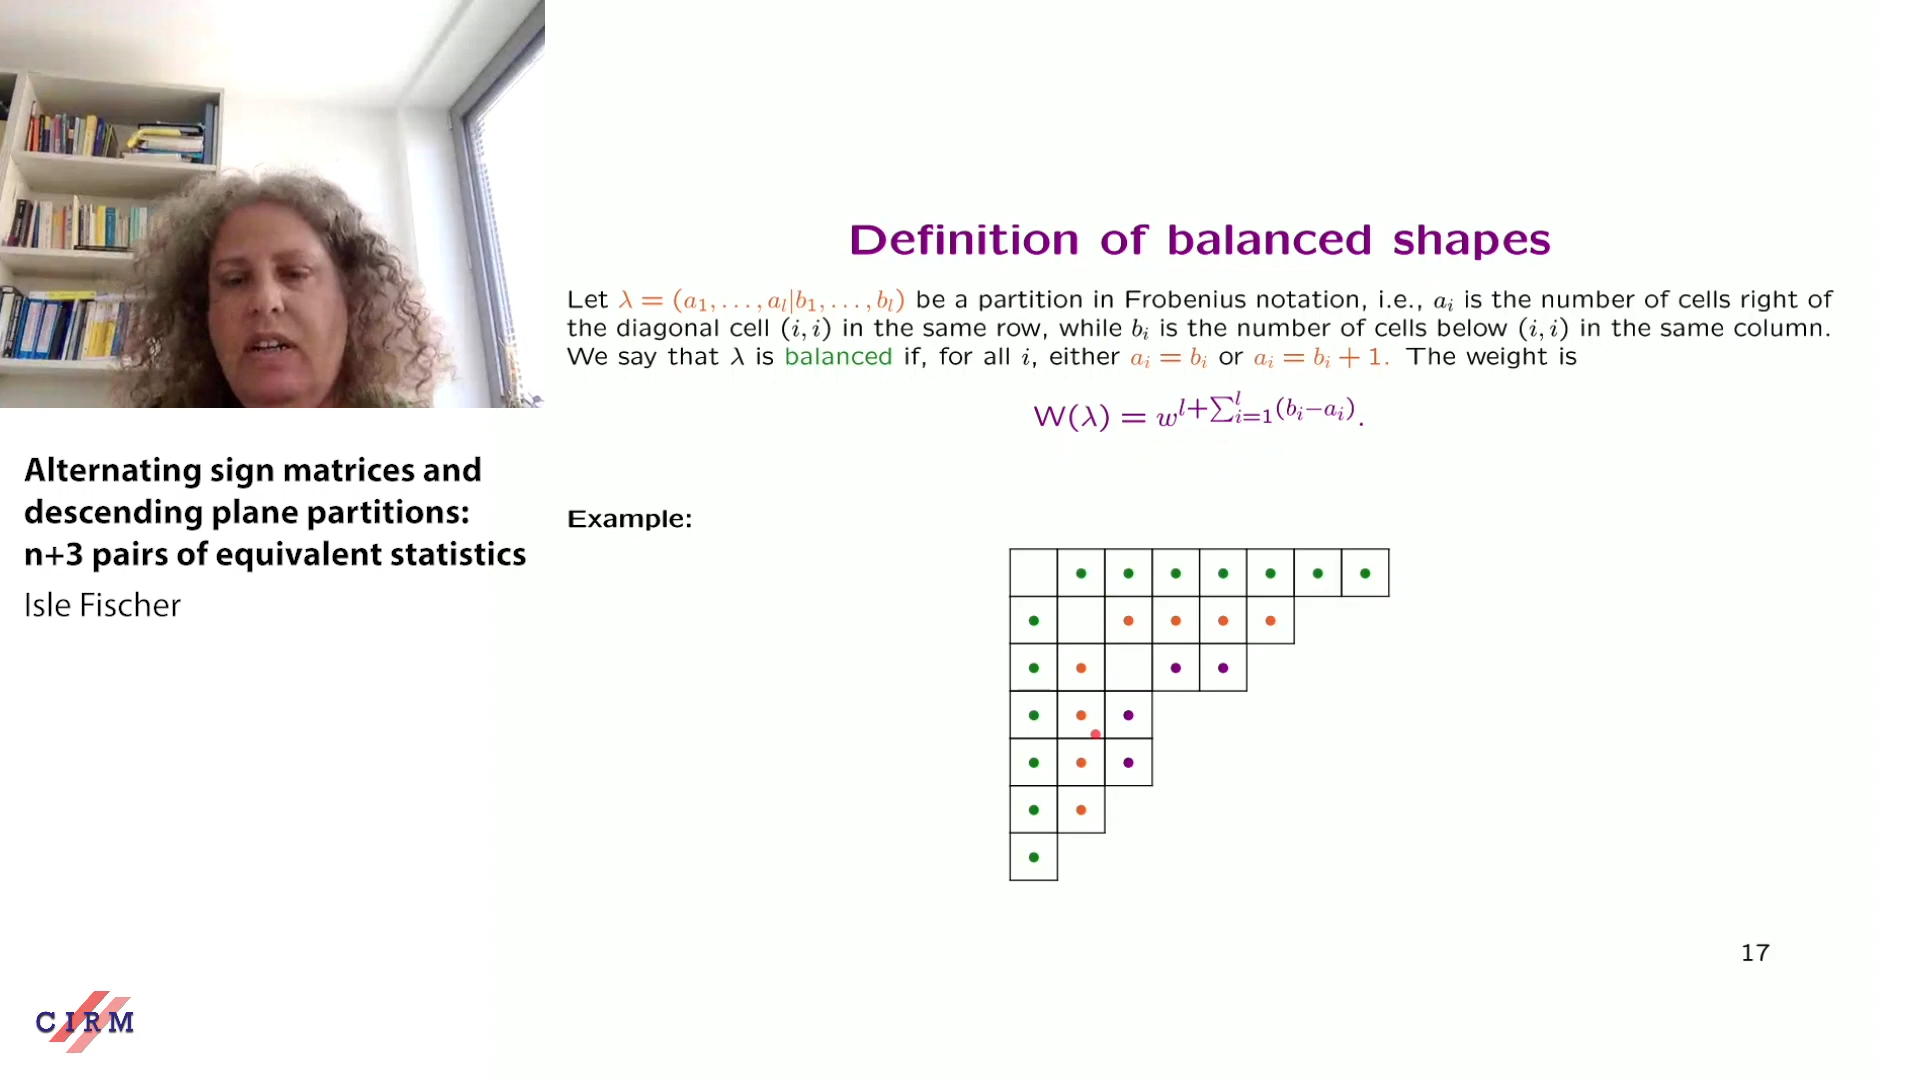 Definition of balanced shapes
Let λ = (a₁, . . . , aₗ|b₁, . . . , bₗ) be a partition in Frobenius notation, i.e., aᵢ is the number of cells right of
the diagonal cell (i, i) in the same row, while bᵢ is the number of cells below (i, i) in the same column.
We say that λ is balanced if, for all i, either aᵢ = bᵢ or aᵢ = bᵢ + 1. The weight is
W(λ) = w^{l+∑_{i=1}^{l}(bᵢ−aᵢ)}.
Example:
17
Alternating sign matrices and
descending plane partitions:
n+3 pairs of equivalent statistics
Isle Fischer
CIRM